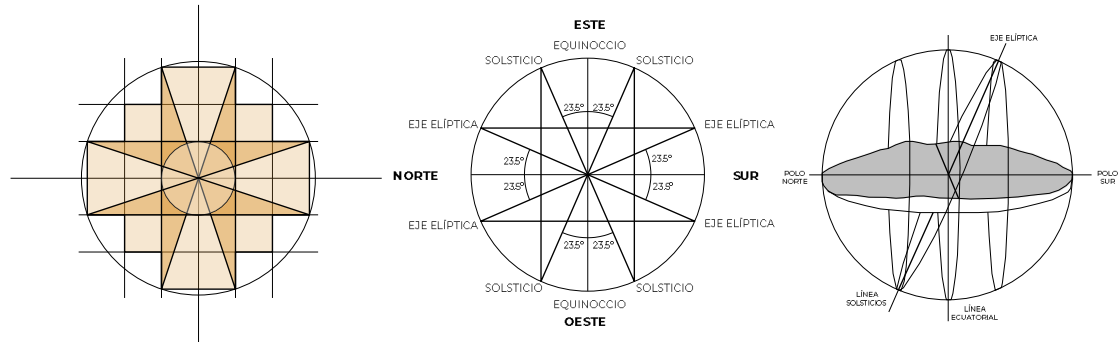 ESTE
EQUINOCCIO
SOLSTICIO
SOLSTICIO
23.5° 23.5°
EJE ELÍPTICA
EJE ELÍPTICA
23.5°
23.5°
NORTE
SUR
23.5°
23.5°
EJE ELÍPTICA
EJE ELÍPTICA
23.5° 23.5°
SOLSTICIO
SOLSTICIO
EQUINOCCIO
OESTE
EJE ELÍPTICA
POLO
NORTE
POLO
SUR
LÍNEA
SOLSTICIOS
LÍNEA
ECUATORIAL